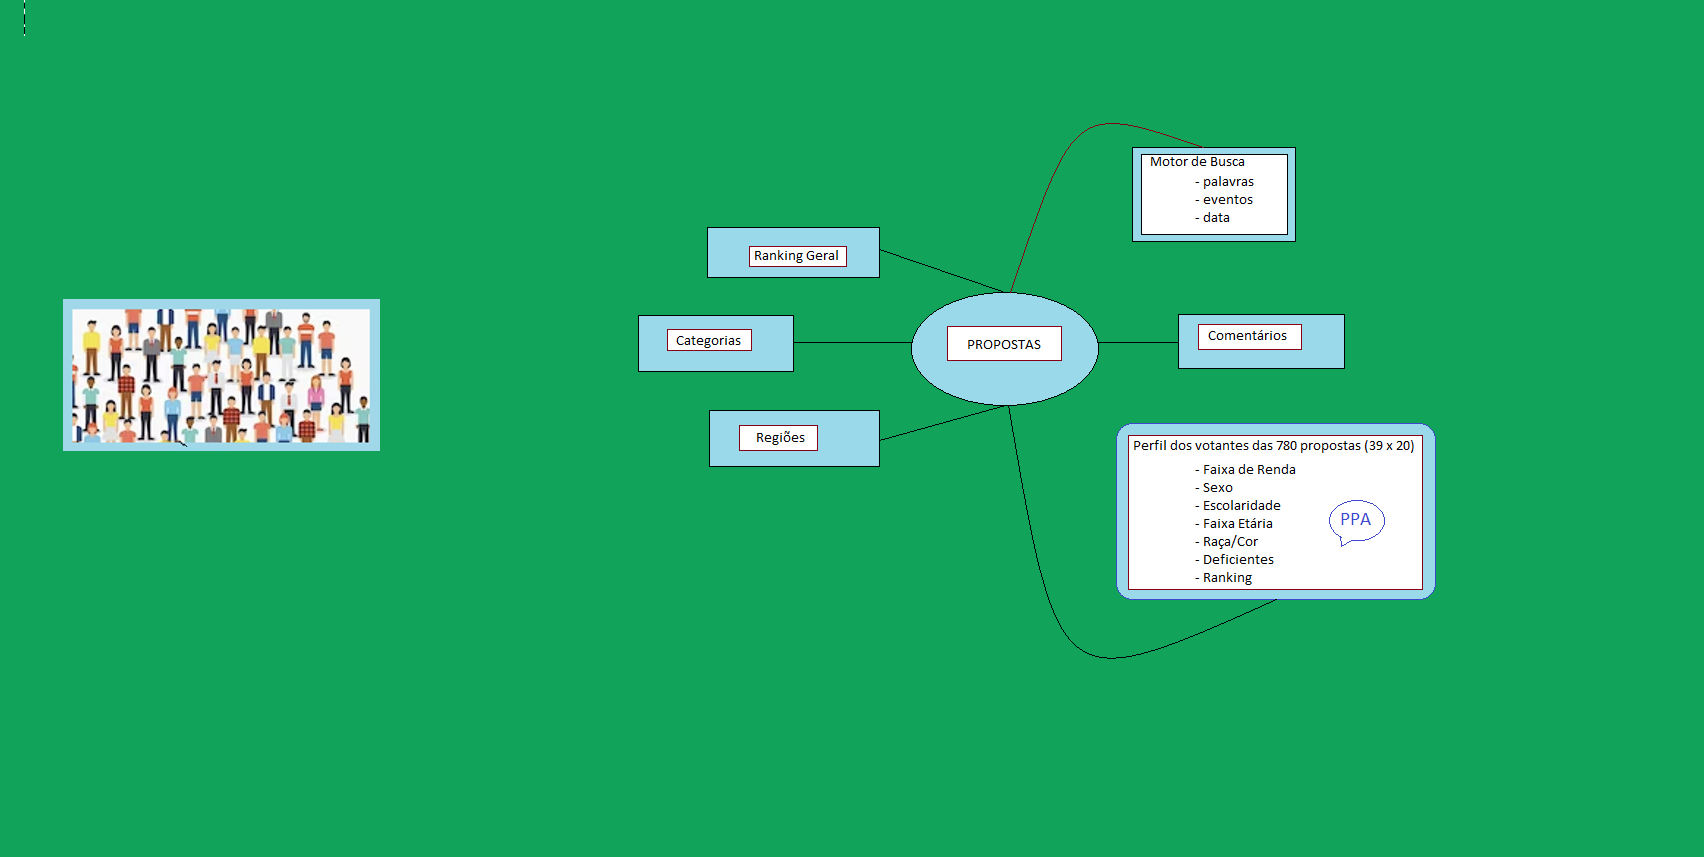 Motor de Busca
- palavras
- eventos
- data
Ranking Geral
Categorias
PROPOSTAS
Comentários
Regiões
Perfil dos votantes das 780 propostas (39 x 20)
- Faixa de Renda
- Sexo
- Escolaridade
- Faixa Etária
- Raça/Cor
- Deficientes
- Ranking
PPA